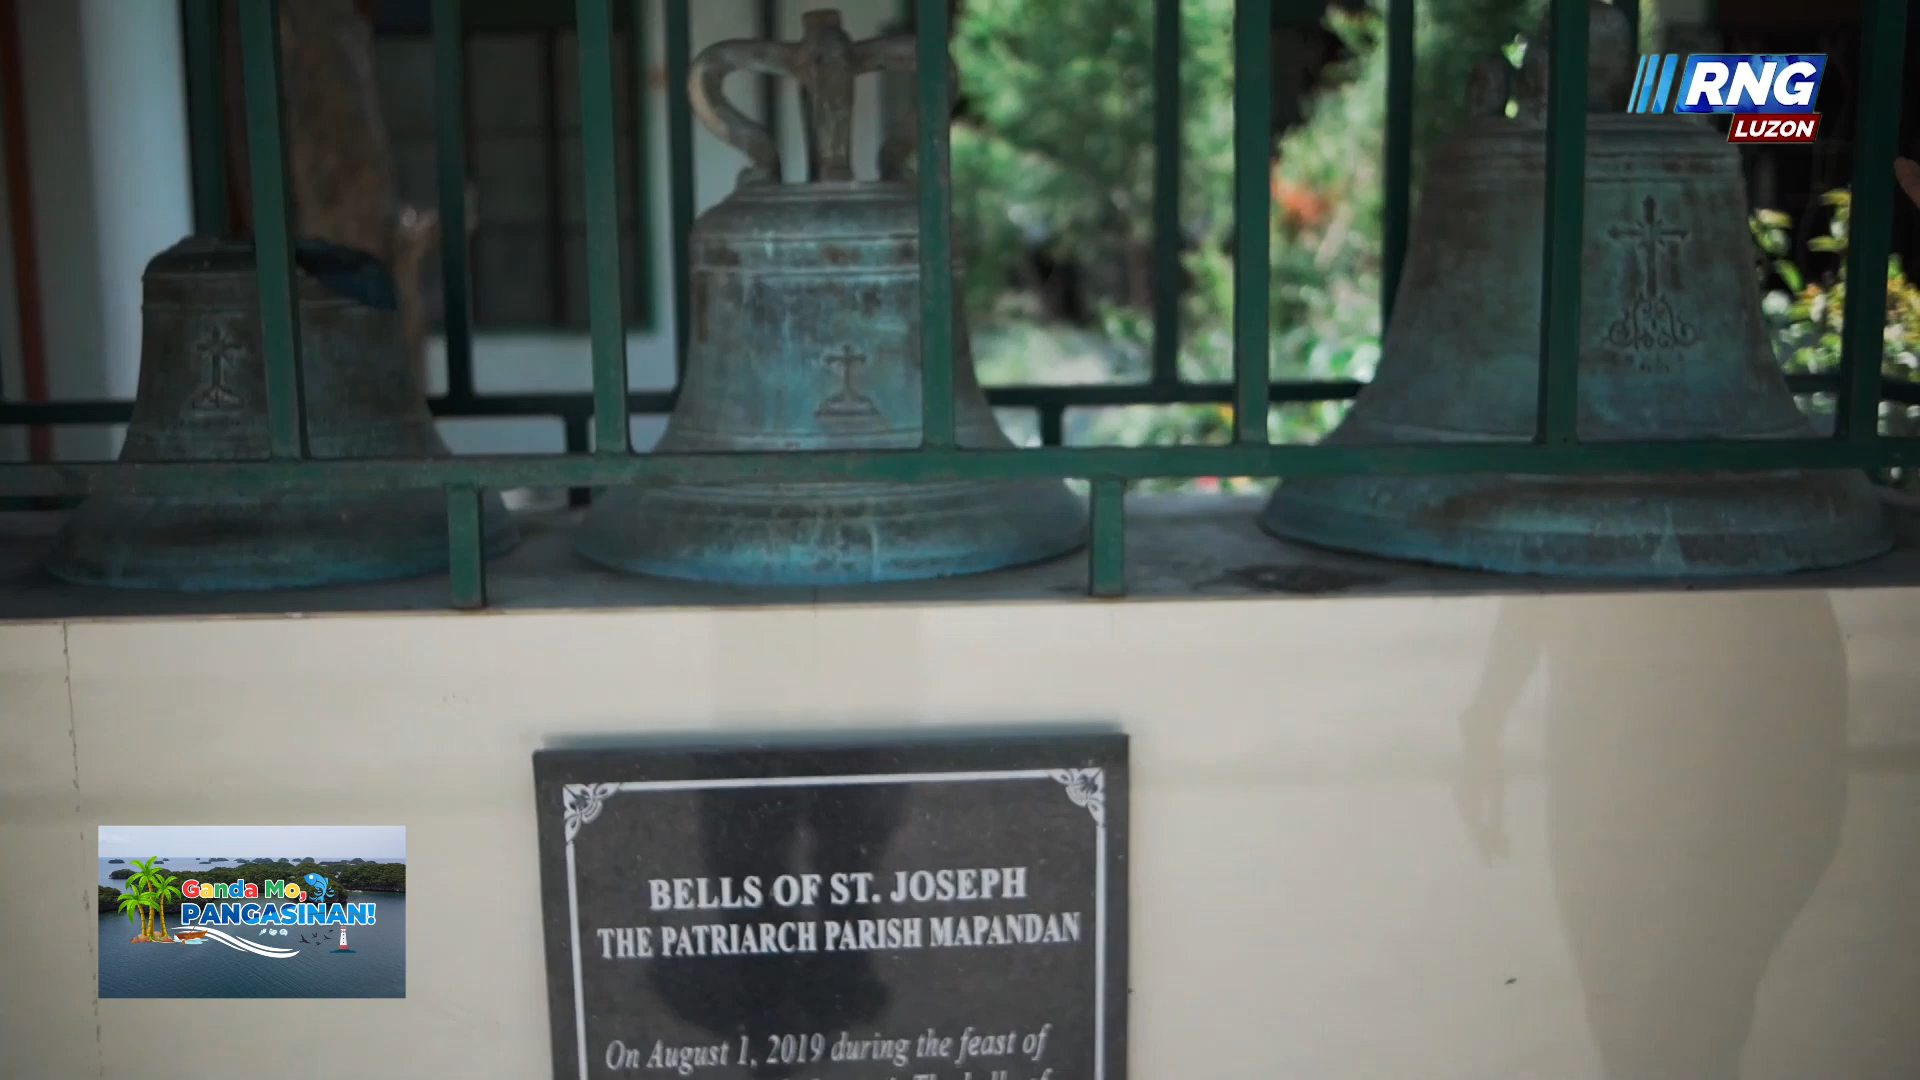 RNG
LUZON
BELLS OF ST. JOSEPH
THE PATRIARCH PARISH MAPANDAN
On August 1, 2019 during the feast of
Ganda Mo,
PANGASINAN!